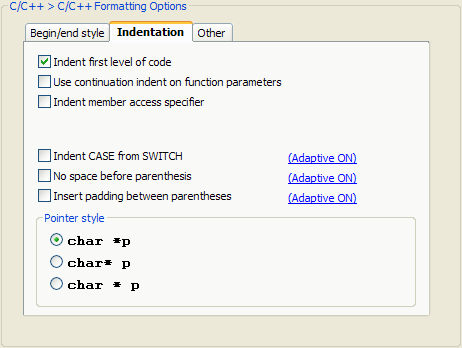 C/C++ > C/C++ Formatting Options
Begin/end style Indentation Other
Indent first level of code
Use continuation indent on function parameters
Indent member access specifier
Indent CASE from SWITCH (Adaptive ON)
No space before parenthesis (Adaptive ON)
Insert padding between parentheses (Adaptive ON)
Pointer style
char *p
char* p
char * p